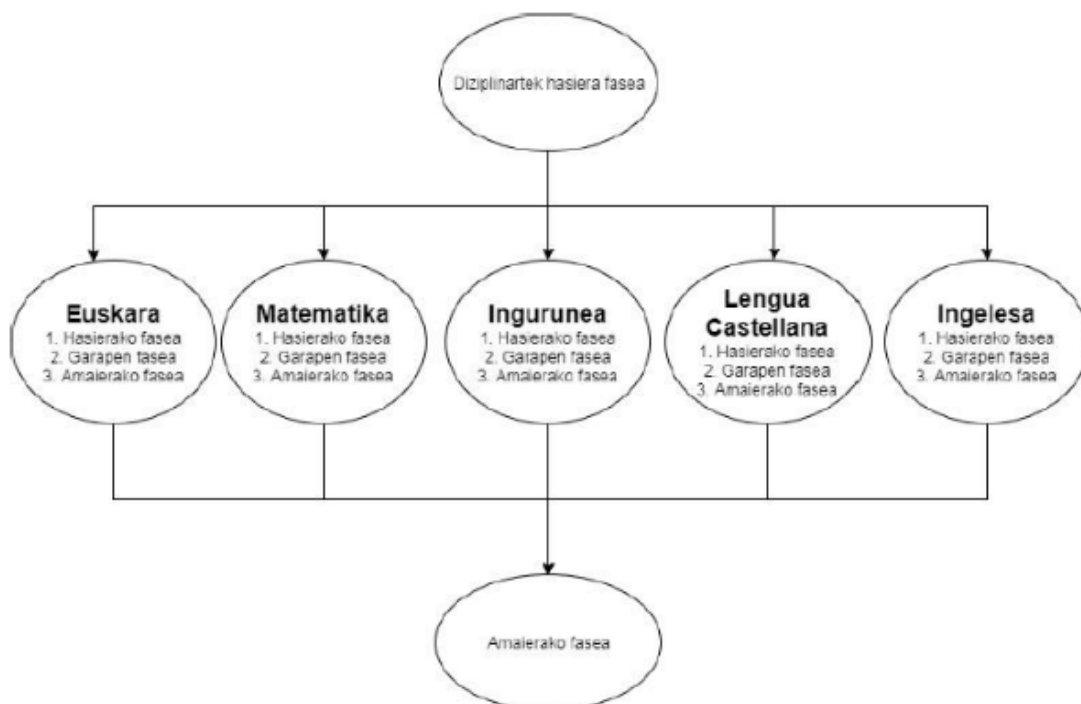 Diziplinartek hasiera fasea
Euskara
1. Hasierako fasea
2. Garapen fasea
3. Amaierako fasea
Matematika
1. Hasierako fasea
2. Garapen fasea
3. Amaierako fasea
Ingurunea
1. Hasierako fasea
2. Garapen fasea
3. Amaierako fasea
Lengua
Castellana
1. Hasierako fasea
2. Garapen fasea
3. Amaierako fasea
Ingelesa
1. Hasierako fasea
2. Garapen fasea
3. Amaierako fasea
Amaierako fasea